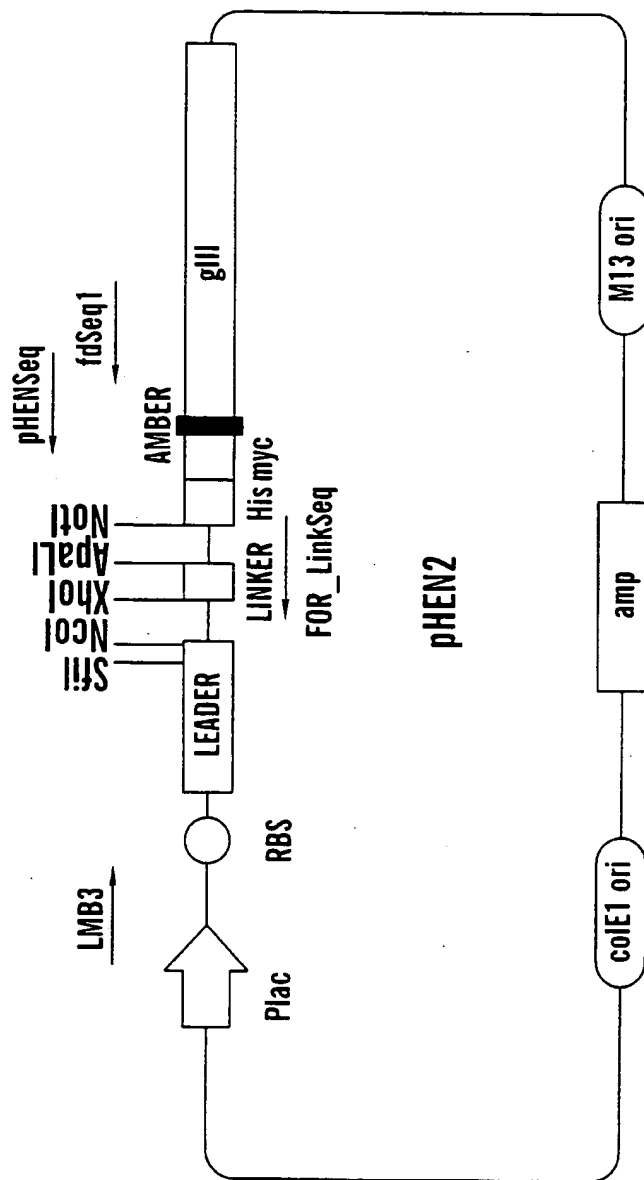 pHENSeq
fdSeq1
LMB3
SfiI
NcoI
XhoI
ApaLI
NotI
AMBER
LEADER
gIII
Plac
RBS
LINKER
His myc
FOR_LinkSeq
pHEN2
colE1 ori
amp
M13 ori